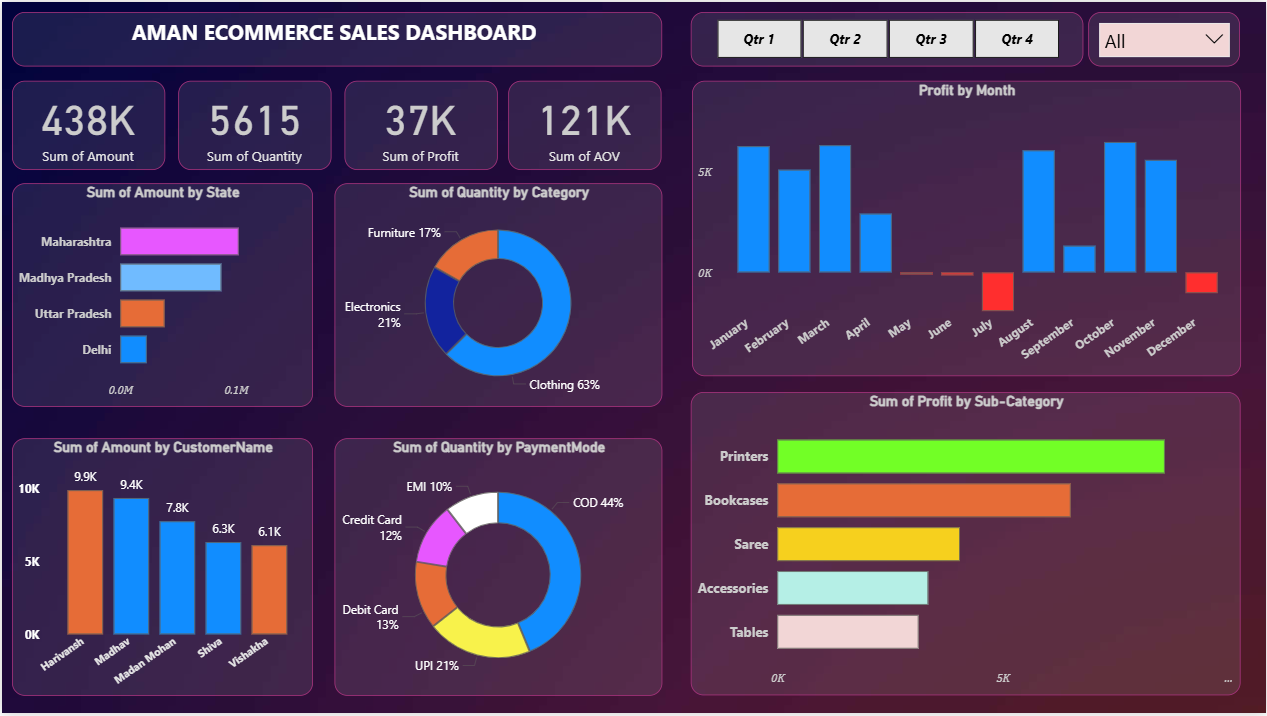 AMAN ECOMMERCE SALES DASHBOARD
Qtr 1
Qtr 2
Qtr 3
Qtr 4
All
438K
Sum of Amount
5615
Sum of Quantity
37K
Sum of Profit
121K
Sum of AOV
Sum of Amount by State
Maharashtra
Madhya Pradesh
Uttar Pradesh
Delhi
0.0M
0.1M
Sum of Quantity by Category
Furniture 17%
Electronics
21%
Clothing 63%
Profit by Month
5K
0K
January
February
March
April
May
June
July
August
September
October
November
December
Sum of Amount by CustomerName
10K
5K
0K
9.9K
9.4K
7.8K
6.3K
6.1K
Harivansh
Madhav
Madan Mohan
Shiva
Vishakha
Sum of Quantity by PaymentMode
EMI 10%
COD 44%
Credit Card
12%
Debit Card
13%
UPI 21%
Sum of Profit by Sub-Category
Printers
Bookcases
Saree
Accessories
Tables
0K
5K
...